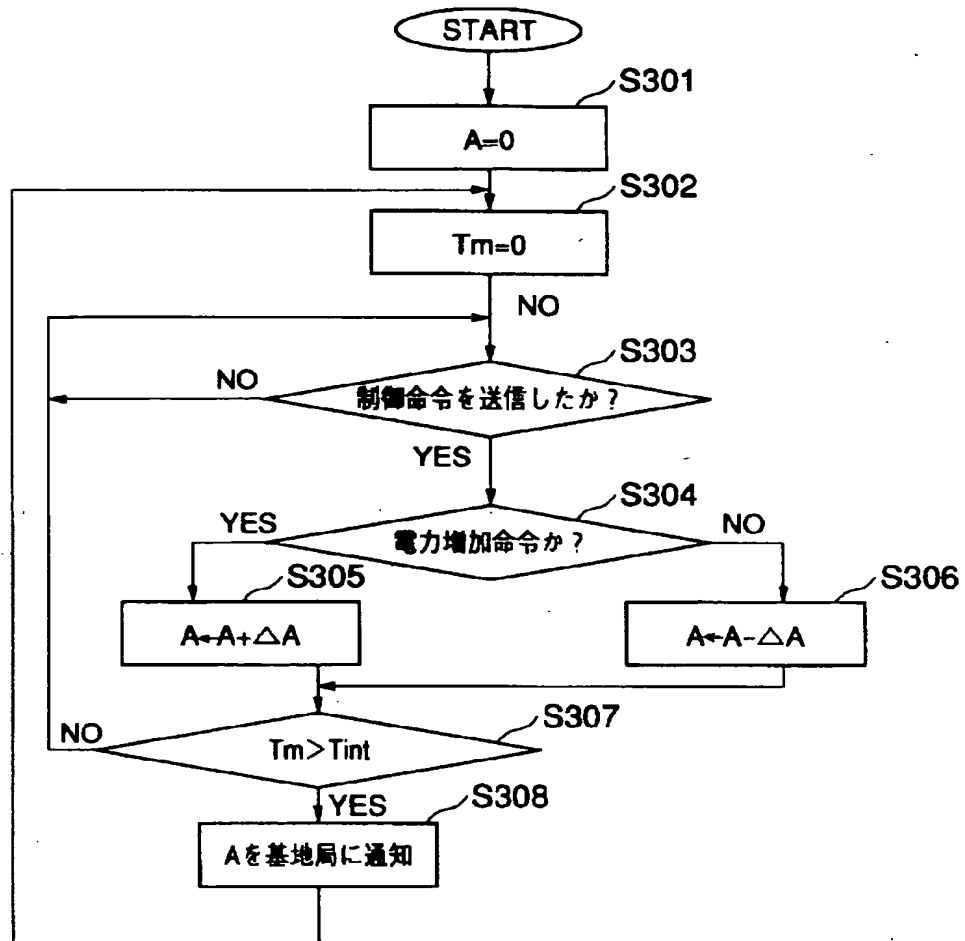 START
S301
A=0
S302
Tm=0
NO
S303
NO
制御命令を送信したか?
YES
S304
YES
電力増加命令か?
NO
S305
S306
A←A+△A
A←A-△A
S307
NO
Tm>Tint
YES
S308
Aを基地局に通知